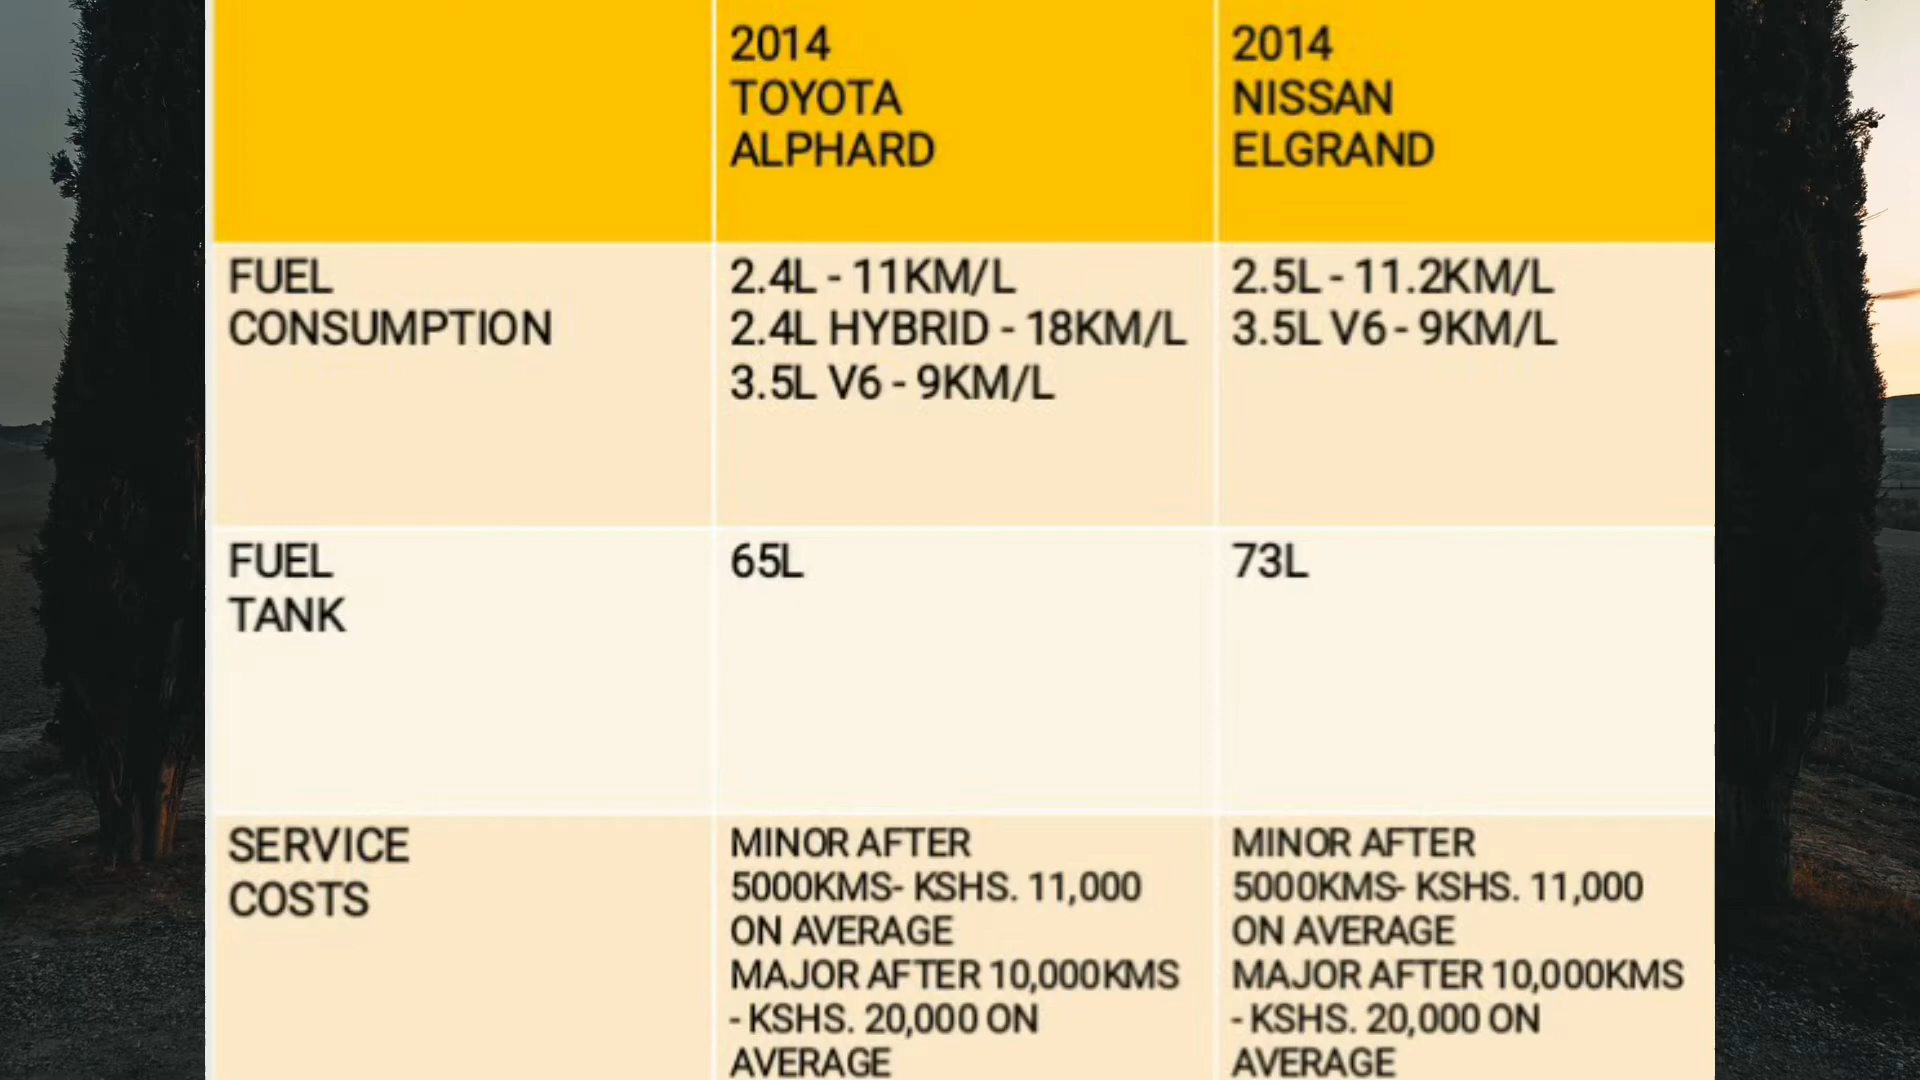 2014
TOYOTA
ALPHARD
2014
NISSAN
ELGRAND
FUEL
CONSUMPTION
2.4L - 11KM/L
2.4L HYBRID - 18KM/L
3.5L V6 - 9KM/L
2.5L - 11.2KM/L
3.5L V6 - 9KM/L
FUEL
TANK
65L
73L
SERVICE
COSTS
MINOR AFTER
5000KMS- KSHS. 11,000
ON AVERAGE
MAJOR AFTER 10,000KMS
- KSHS. 20,000 ON
AVERAGE
MINOR AFTER
5000KMS- KSHS. 11,000
ON AVERAGE
MAJOR AFTER 10,000KMS
- KSHS. 20,000 ON
AVERAGE